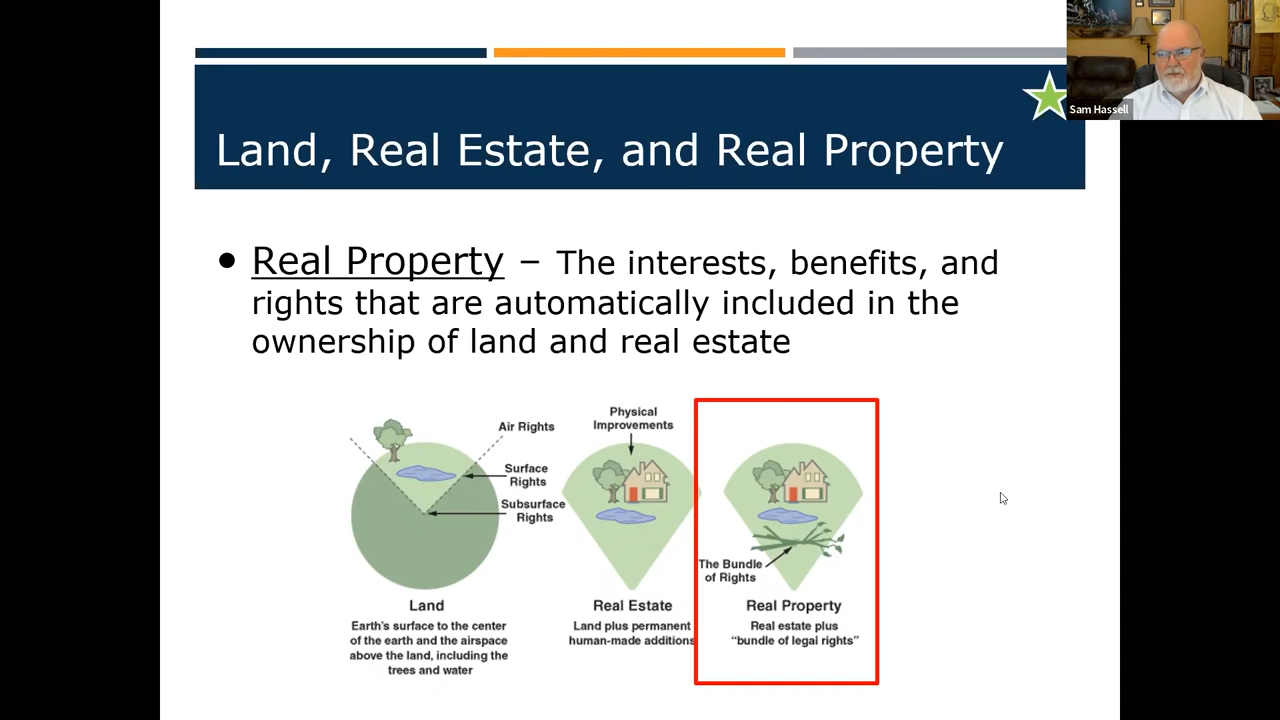 Sam Hassell
Land, Real Estate, and Real Property
• Real Property – The interests, benefits, and
rights that are automatically included in the
ownership of land and real estate
Air Rights
Surface
Rights
Subsurface
Rights
Land
Earth's surface to the center
of the earth and the airspace
above the land, including the
trees and water
Physical
Improvements
Real Estate
Land plus permanent
human-made additions
The Bundle
of Rights
Real Property
Real estate plus
“bundle of legal rights”